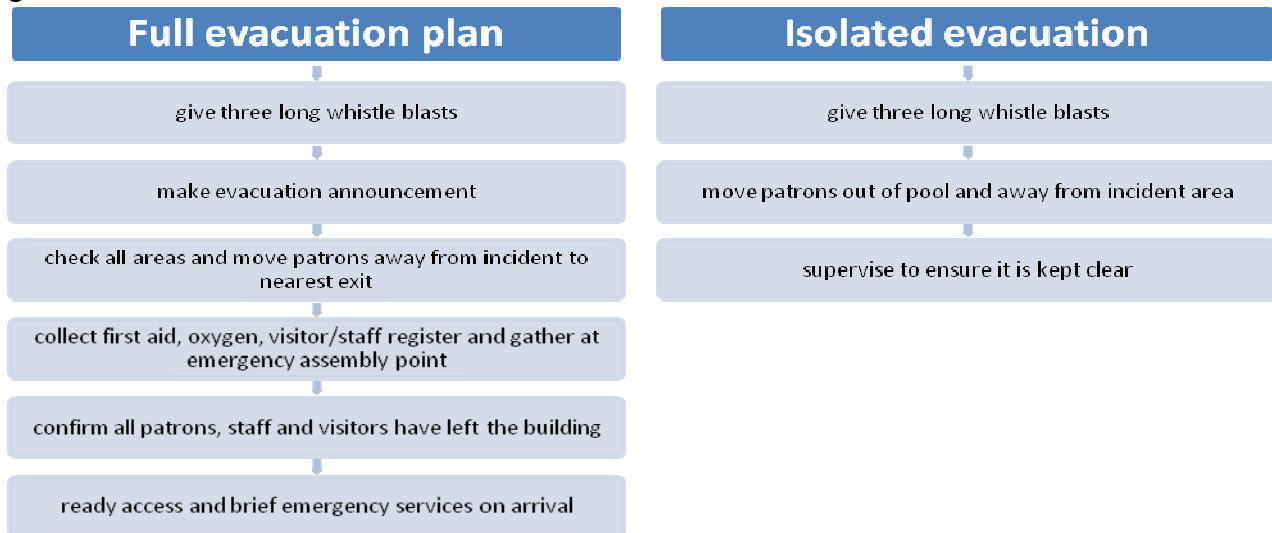 Full evacuation plan
give three long whistle blasts
make evacuation announcement
check all areas and move patrons away from incident to
nearest exit
collect first aid, oxygen, visitor/staff register and gather at
emergency assembly point
confirm all patrons, staff and visitors have left the building
ready access and brief emergency services on arrival
Isolated evacuation
give three long whistle blasts
move patrons out of pool and away from incident area
supervise to ensure it is kept clear